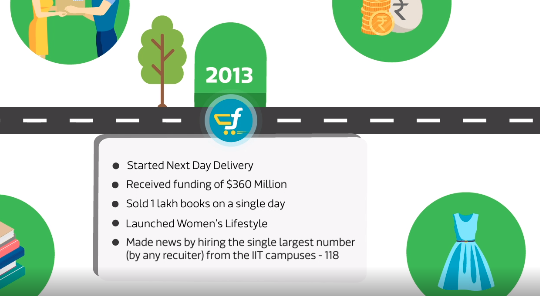 2013
Started Next Day Delivery
Received funding of $360 Million
Sold 1 lakh books on a single day
Launched Women's Lifestyle
Made news by hiring the single largest number
(by any recuiter) from the IIT campuses - 118